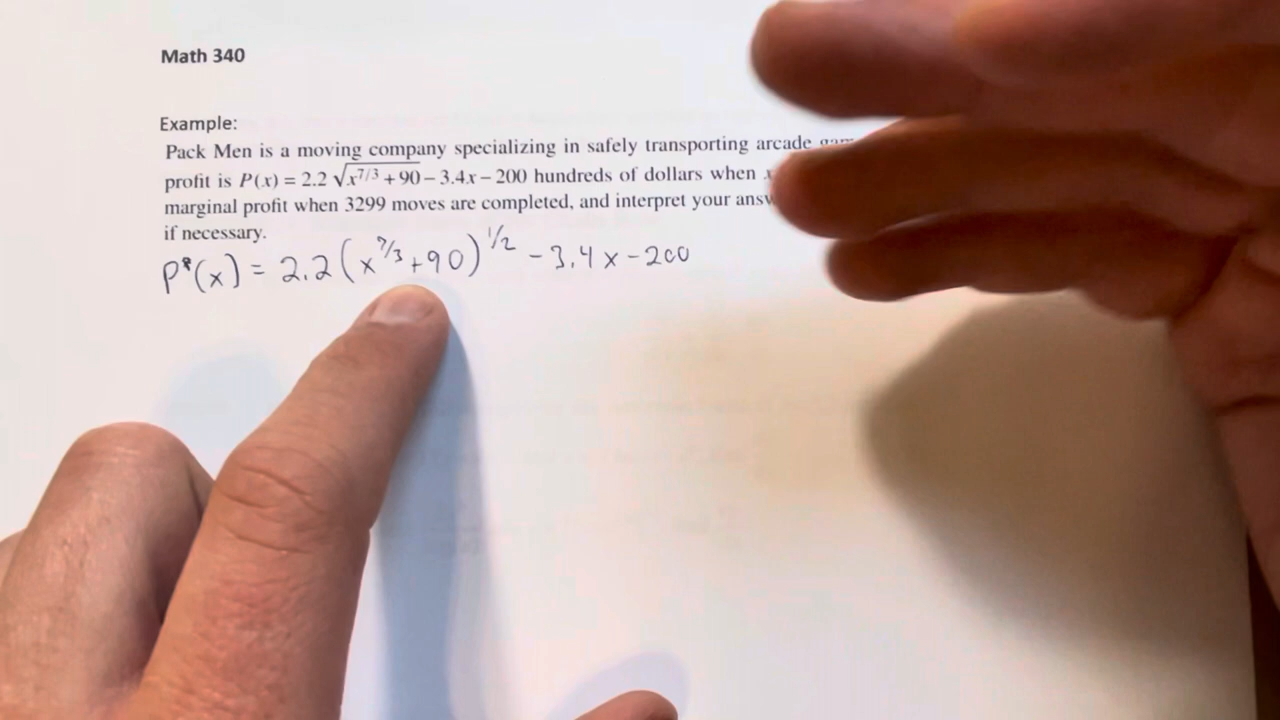 Math 340
Example:
Pack Men is a moving company specializing in safely transporting arcade
profit is P(x) = 2.2 √(x^{7/3} + 90) − 3.4x − 200 hundreds of dollars when
marginal profit when 3299 moves are completed, and interpret your
if necessary.
P(x) = 2.2 (x^{7/3} + 90)^{1/2} − 3.4x − 200